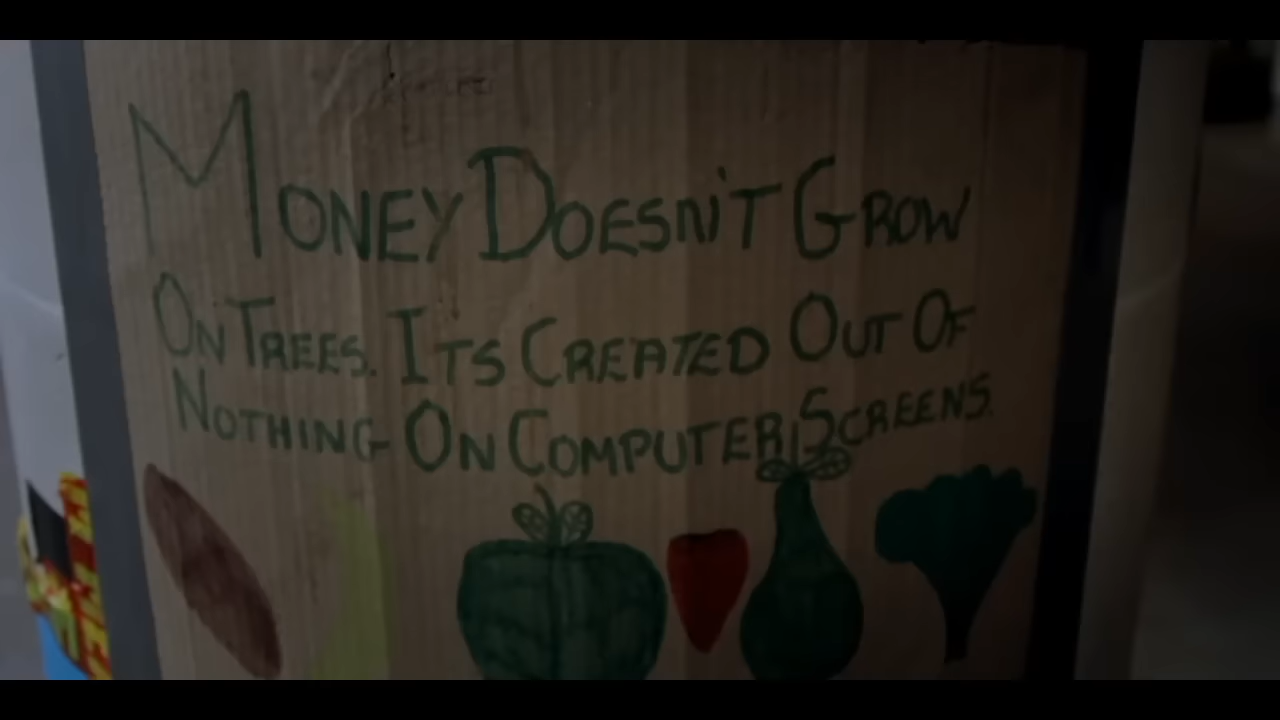 Money Doesn't Grow
On Trees. Its Created Out Of
Nothing On Computer Screens.